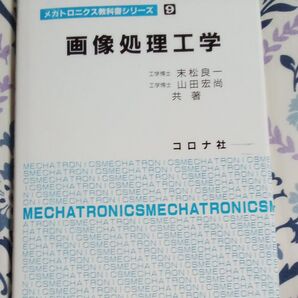 メカトロニクス教科書シリーズ 9
画像処理工学
工学博士 末松良一
工学博士 山田宏尚
共著
コロナ社
MECHATRONICSMECHATRONICSMECHATRONICS
MECHATRONICSMECHATRONICS